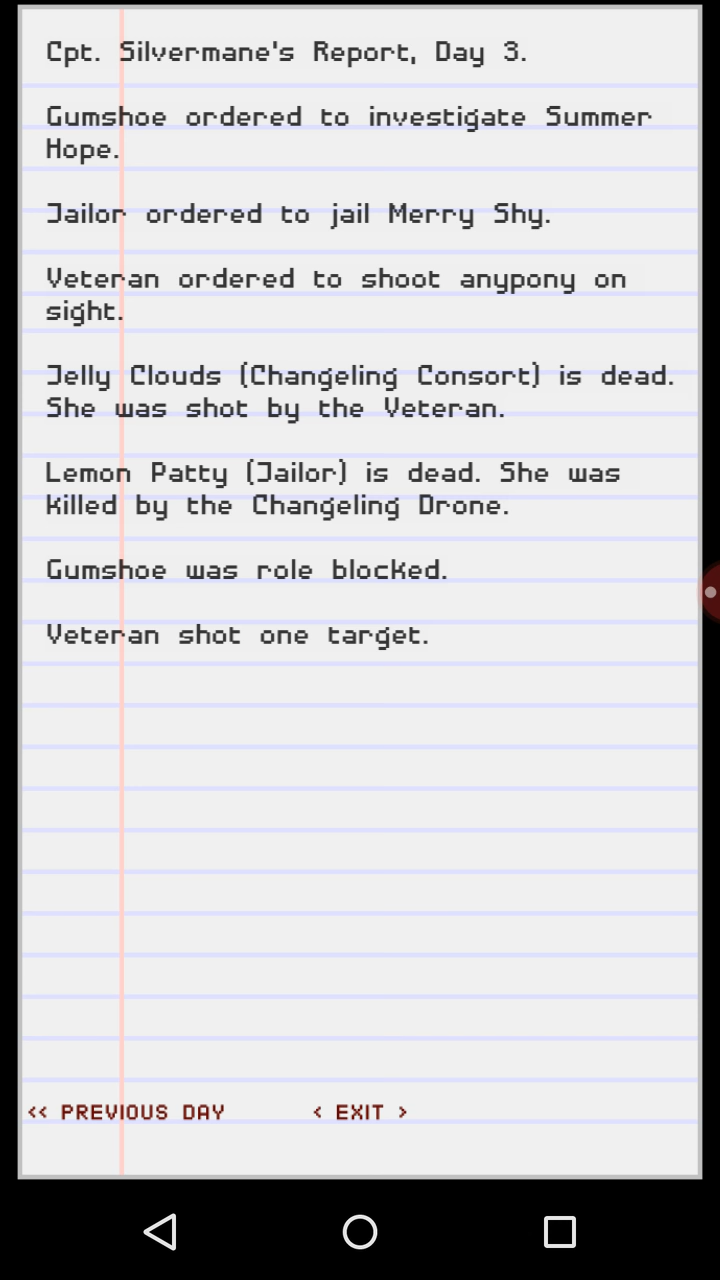 Cpt. Silvermane's Report, Day 3.
Gumshoe ordered to investigate Summer
Hope.
Jailor ordered to jail Merry Shy.
Veteran ordered to shoot anypony on
sight.
Jelly Clouds (Changeling Consort) is dead.
She was shot by the Veteran.
Lemon Patty (Jailor) is dead. She was
killed by the Changeling Drone.
Gumshoe was role blocked.
Veteran shot one target.
<< PREVIOUS DAY < EXIT >